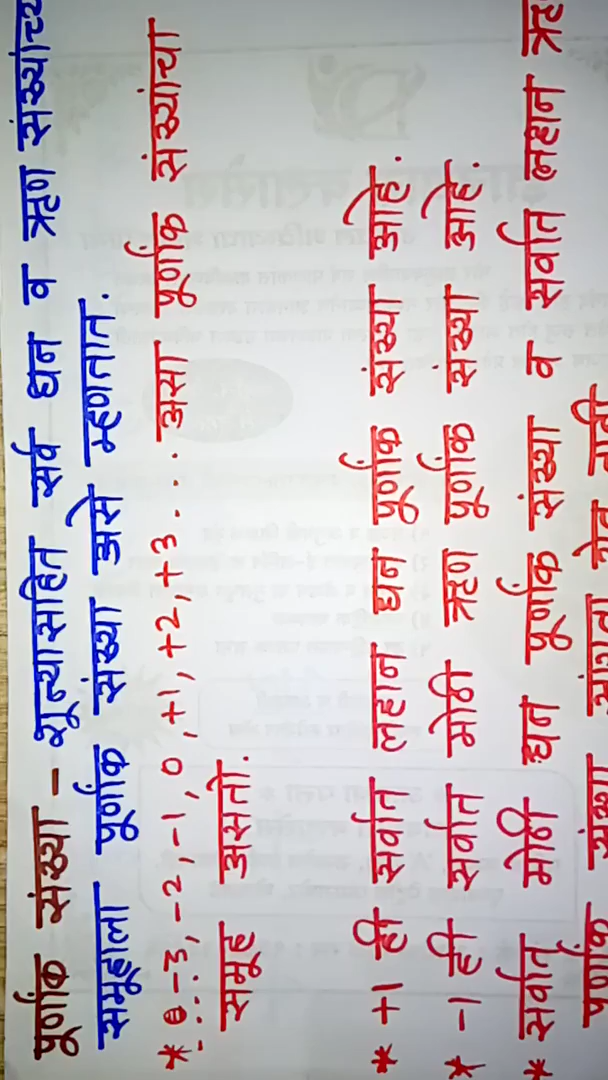 पूर्णांक संख्या - शून्यासहित सर्व धन व ऋण
समूहाला पूर्णांक संख्या असे म्हणतात.
* ....-3, -2, -1, 0, +1, +2, +3 .... असा पूर्णांक संख्यांचा
समूह असतो.
* +1 ही सर्वात लहान धन पूर्णांक संख्या आहे.
* -1 ही सर्वात मोठी ऋण पूर्णांक संख्या आहे.
* सर्वात मोठी धन पूर्णांक संख्या व सर्वात लहान
पूर्णांक संख्या सांगता येत नाही